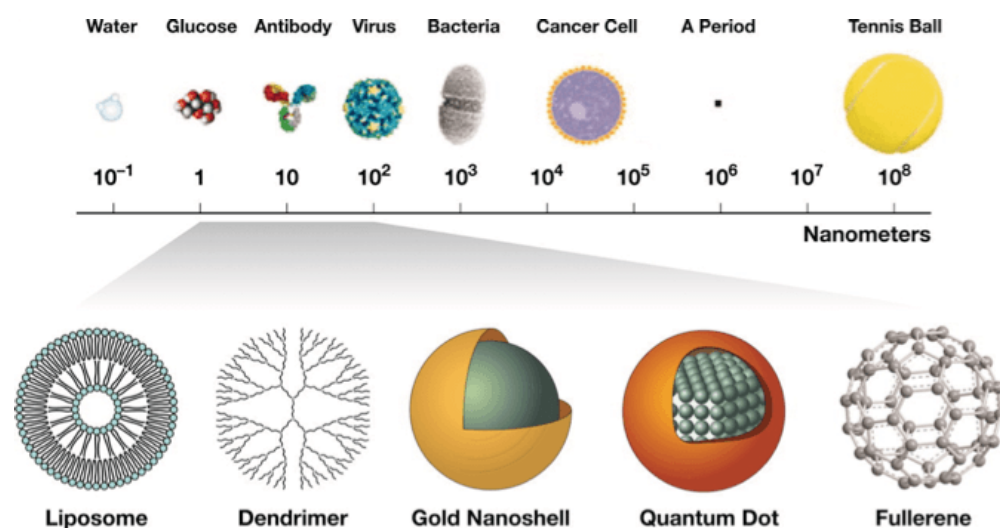 Water Glucose Antibody Virus Bacteria Cancer Cell A Period Tennis Ball
10⁻¹ 1 10 10² 10³ 10⁴ 10⁵ 10⁶ 10⁷ 10⁸
Nanometers
Liposome Dendrimer Gold Nanoshell Quantum Dot Fullerene